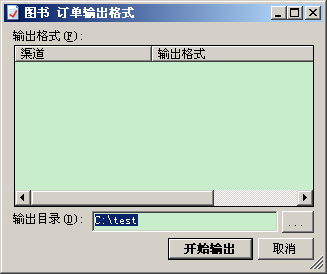 图书 订单输出格式
输出格式(F):
渠道 输出格式
输出目录(D): C:\test ...
开始输出 取消